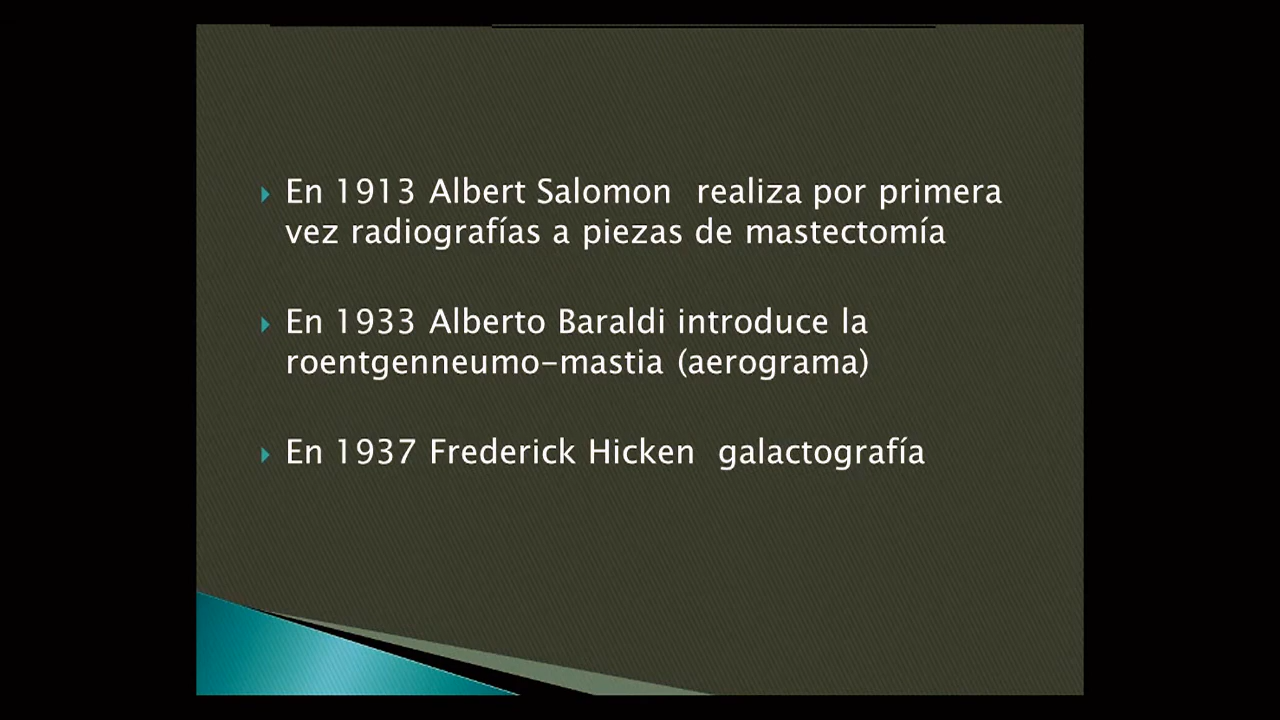 En 1913 Albert Salomon realiza por primera
vez radiografías a piezas de mastectomía
En 1933 Alberto Baraldi introduce la
roentgenneumo-mastia (aerograma)
En 1937 Frederick Hicken galactografía